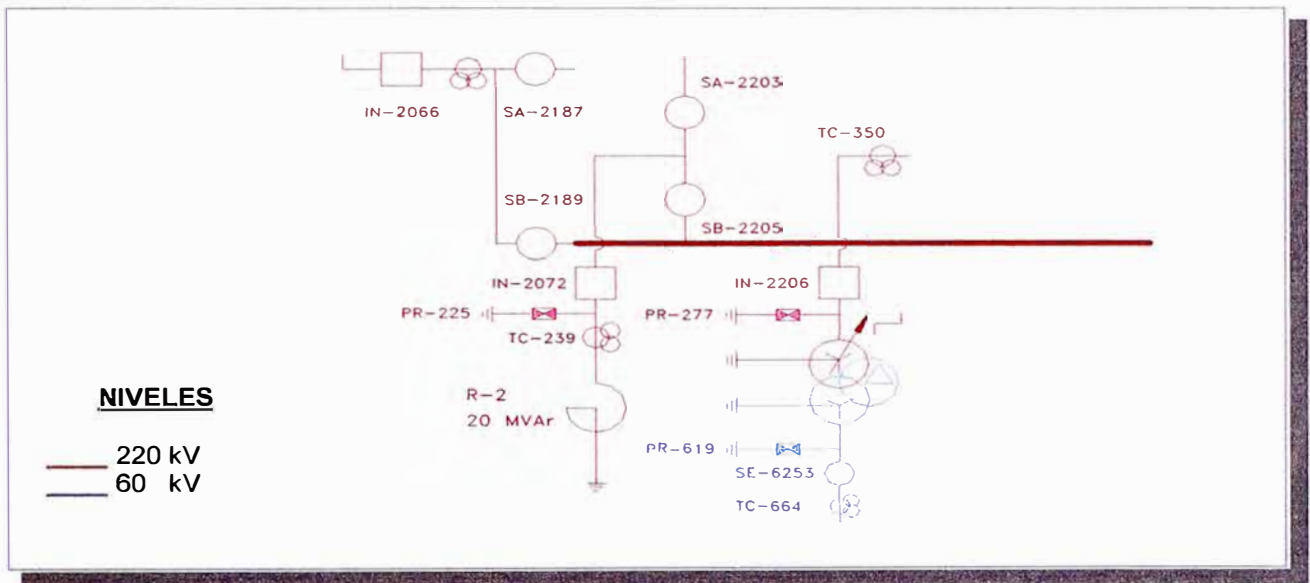 SA-2203
IN-2066
SA-2187
TC-350
SB-2189
SB-2205
IN-2072
IN-2206
PR-225
PR-277
TC-239
R-2
20 MVAr
NIVELES
220 kV
60 kV
PR-619
SE-6253
TC-664